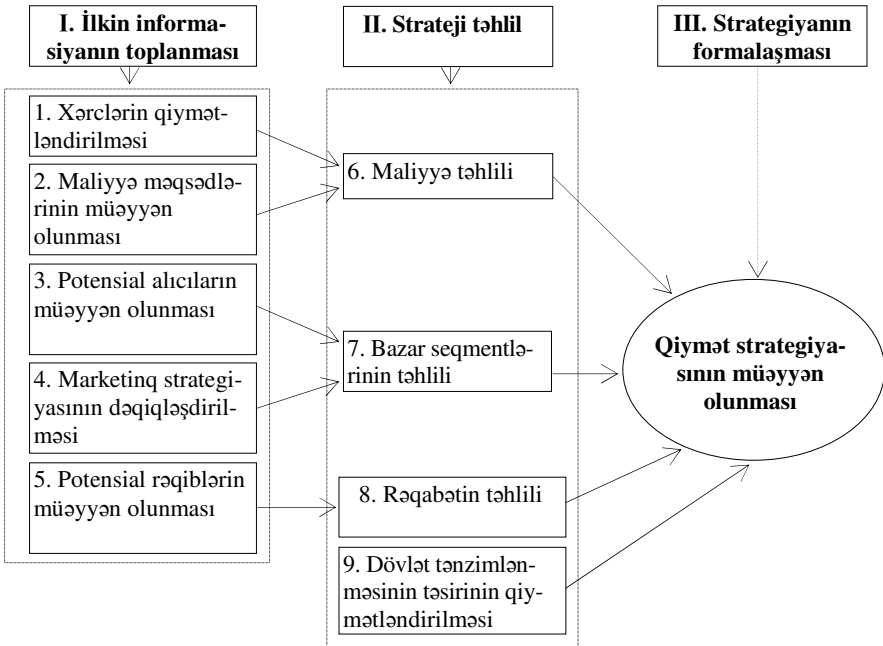 I. İlkin informa-
siyanın toplanması
II. Strateji təhlil
III. Strategiyanın
formalaşması
1. Xərclərin qiymət-
ləndirilməsi
2. Maliyyə məqsədlə-
rinin müəyyən
olunması
3. Potensial alıcıların
müəyyən olunması
4. Marketinq strategi-
yasının dəqiqləşdiril-
məsi
5. Potensial rəqiblərin
müəyyən olunması
6. Maliyyə təhlili
7. Bazar seqmentlə-
rinin təhlili
8. Rəqabətin təhlili
9. Dövlət tənzimlən-
məsinin təsirinin qiy-
mətləndirilməsi
Qiymət strategiya-
sının müəyyən
olunması